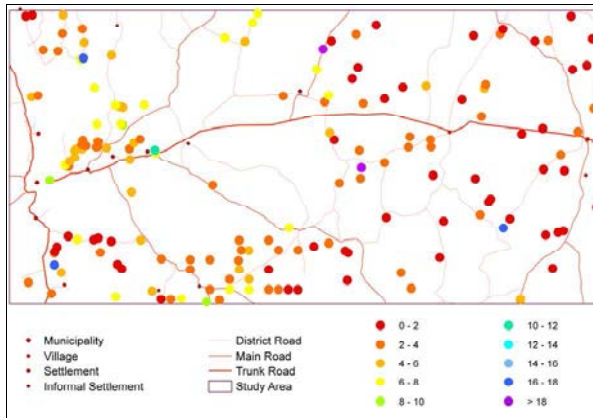 Municipality
Village
Settlement
Informal Settlement
District Road
Main Road
Trunk Road
Study Area
0 - 2
2 - 4
4 - 6
6 - 8
8 - 10
10 - 12
12 - 14
14 - 16
16 - 18
> 18